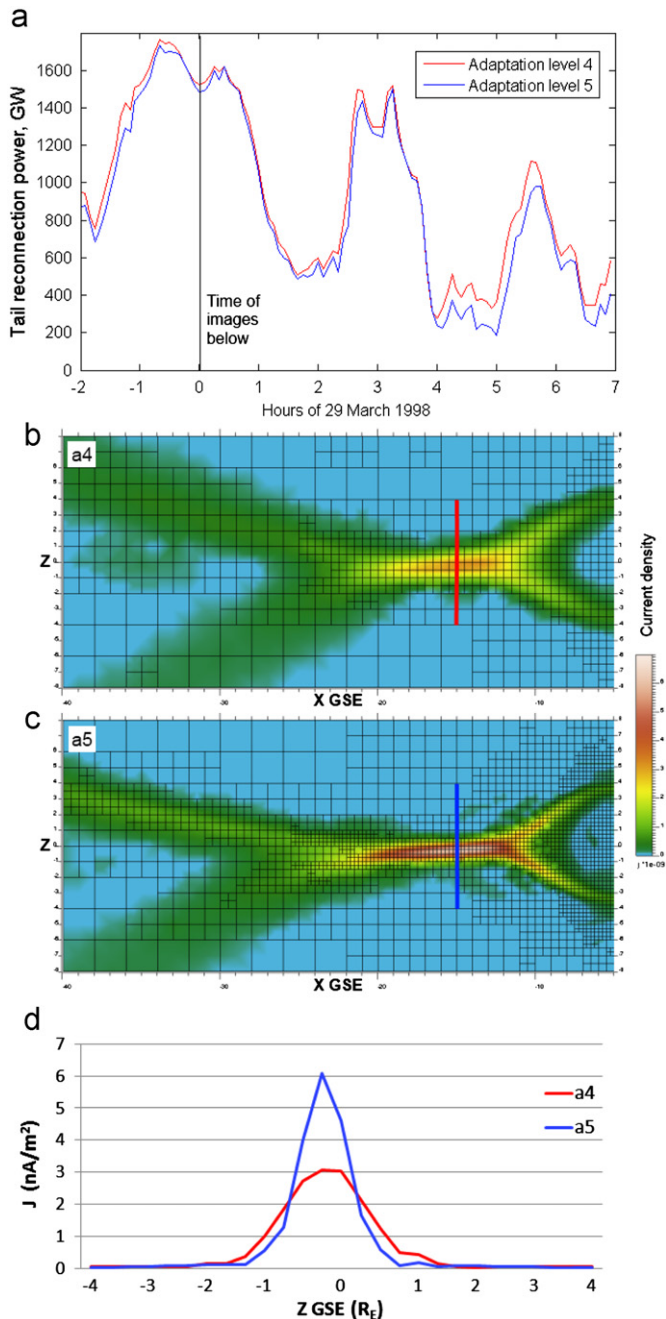 a
Tail reconnection power, GW
1600
1400
1200
1000
800
600
400
200
0
Adaptation level 4
Adaptation level 5
Time of
images
below
-2 -1 0 1 2 3 4 5 6 7
Hours of 29 March 1998
b
a4
Z
X GSE
-40 -30 -20 -10
Current density
c
a5
Z
X GSE
-40 -30 -20 -10
j *1e-09
d
J (nA/m²)
7
6
5
4
3
2
1
0
a4
a5
-4 -3 -2 -1 0 1 2 3 4
Z GSE (R_E)